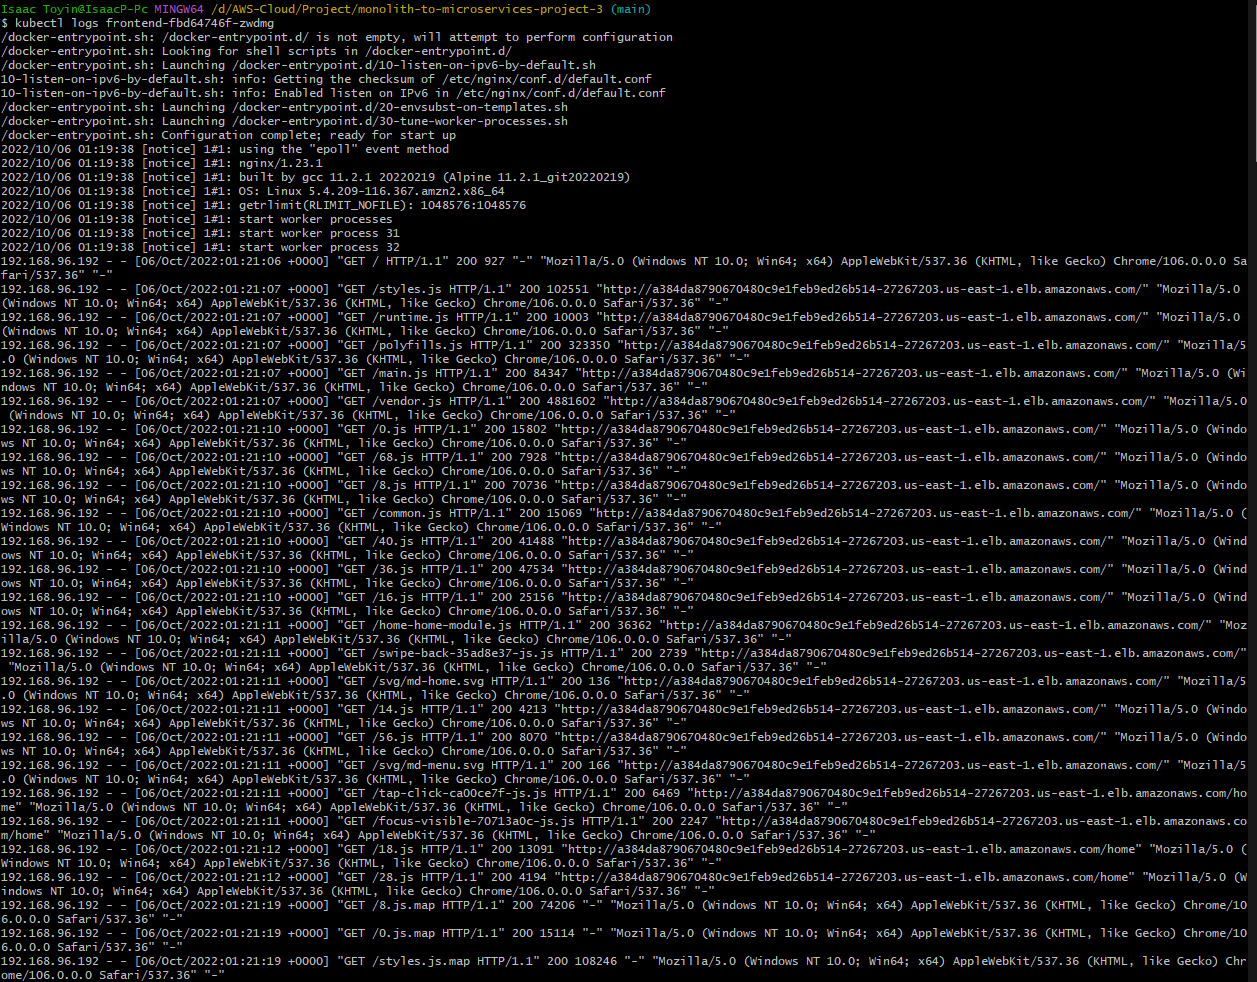 Isaac Toyin@IsaacP-Pc MINGW64 /d/AWS-Cloud/Project/monolith-to-microservices-project-3 (main)
$ kubectl logs frontend-fbd64746f-zwdmg
/docker-entrypoint.sh: /docker-entrypoint.d/ is not empty, will attempt to perform configuration
/docker-entrypoint.sh: Looking for shell scripts in /docker-entrypoint.d/
/docker-entrypoint.sh: Launching /docker-entrypoint.d/10-listen-on-ipv6-by-default.sh
10-listen-on-ipv6-by-default.sh: info: Getting the checksum of /etc/nginx/conf.d/default.conf
10-listen-on-ipv6-by-default.sh: info: Enabled listen on IPv6 in /etc/nginx/conf.d/default.conf
/docker-entrypoint.sh: Launching /docker-entrypoint.d/20-envsubst-on-templates.sh
/docker-entrypoint.sh: Launching /docker-entrypoint.d/30-tune-worker-processes.sh
/docker-entrypoint.sh: Configuration complete; ready for start up
2022/10/06 01:19:38 [notice] 1#1: using the "epoll" event method
2022/10/06 01:19:38 [notice] 1#1: nginx/1.23.1
2022/10/06 01:19:38 [notice] 1#1: built by gcc 11.2.1 20220219 (Alpine 11.2.1_git20220219)
2022/10/06 01:19:38 [notice] 1#1: OS: Linux 5.4.209-116.367.amzn2.x86_64
2022/10/06 01:19:38 [notice] 1#1: getrlimit(RLIMIT_NOFILE): 1048576:1048576
2022/10/06 01:19:38 [notice] 1#1: start worker processes
2022/10/06 01:19:38 [notice] 1#1: start worker process 31
2022/10/06 01:19:38 [notice] 1#1: start worker process 32
192.168.96.192 - - [06/Oct/2022:01:21:06 +0000] "GET / HTTP/1.1" 200 927 "-" "Mozilla/5.0 (Windows NT 10.0; Win64; x64) AppleWebKit/537.36 (KHTML, like Gecko) Chrome/106.0.0.0 Sa
fari/537.36" "-"
192.168.96.192 - - [06/Oct/2022:01:21:07 +0000] "GET /styles.js HTTP/1.1" 200 102551 "http://a384da8790670480c9e1feb9ed26b514-27267203.us-east-1.elb.amazonaws.com/" "Mozilla/5.0
(Windows NT 10.0; Win64; x64) AppleWebKit/537.36 (KHTML, like Gecko) Chrome/106.0.0.0 Safari/537.36" "-"
192.168.96.192 - - [06/Oct/2022:01:21:07 +0000] "GET /runtime.js HTTP/1.1" 200 10003 "http://a384da8790670480c9e1feb9ed26b514-27267203.us-east-1.elb.amazonaws.com/" "Mozilla/5.0
(Windows NT 10.0; Win64; x64) AppleWebKit/537.36 (KHTML, like Gecko) Chrome/106.0.0.0 Safari/537.36" "-"
192.168.96.192 - - [06/Oct/2022:01:21:07 +0000] "GET /polyfills.js HTTP/1.1" 200 323350 "http://a384da8790670480c9e1feb9ed26b514-27267203.us-east-1.elb.amazonaws.com/" "Mozilla/5
.0 (Windows NT 10.0; Win64; x64) AppleWebKit/537.36 (KHTML, like Gecko) Chrome/106.0.0.0 Safari/537.36" "-"
192.168.96.192 - - [06/Oct/2022:01:21:07 +0000] "GET /main.js HTTP/1.1" 200 84347 "http://a384da8790670480c9e1feb9ed26b514-27267203.us-east-1.elb.amazonaws.com/" "Mozilla/5.0 (Wi
ndows NT 10.0; Win64; x64) AppleWebKit/537.36 (KHTML, like Gecko) Chrome/106.0.0.0 Safari/537.36" "-"
192.168.96.192 - - [06/Oct/2022:01:21:07 +0000] "GET /vendor.js HTTP/1.1" 200 4881602 "http://a384da8790670480c9e1feb9ed26b514-27267203.us-east-1.elb.amazonaws.com/" "Mozilla/5.0
 (Windows NT 10.0; Win64; x64) AppleWebKit/537.36 (KHTML, like Gecko) Chrome/106.0.0.0 Safari/537.36" "-"
192.168.96.192 - - [06/Oct/2022:01:21:10 +0000] "GET /0.js HTTP/1.1" 200 15802 "http://a384da8790670480c9e1feb9ed26b514-27267203.us-east-1.elb.amazonaws.com/" "Mozilla/5.0 (Windo
ws NT 10.0; Win64; x64) AppleWebKit/537.36 (KHTML, like Gecko) Chrome/106.0.0.0 Safari/537.36" "-"
192.168.96.192 - - [06/Oct/2022:01:21:10 +0000] "GET /68.js HTTP/1.1" 200 7928 "http://a384da8790670480c9e1feb9ed26b514-27267203.us-east-1.elb.amazonaws.com/" "Mozilla/5.0 (Windo
ws NT 10.0; Win64; x64) AppleWebKit/537.36 (KHTML, like Gecko) Chrome/106.0.0.0 Safari/537.36" "-"
192.168.96.192 - - [06/Oct/2022:01:21:10 +0000] "GET /8.js HTTP/1.1" 200 70736 "http://a384da8790670480c9e1feb9ed26b514-27267203.us-east-1.elb.amazonaws.com/" "Mozilla/5.0 (Windo
ws NT 10.0; Win64; x64) AppleWebKit/537.36 (KHTML, like Gecko) Chrome/106.0.0.0 Safari/537.36" "-"
192.168.96.192 - - [06/Oct/2022:01:21:10 +0000] "GET /common.js HTTP/1.1" 200 15069 "http://a384da8790670480c9e1feb9ed26b514-27267203.us-east-1.elb.amazonaws.com/" "Mozilla/5.0 (
Windows NT 10.0; Win64; x64) AppleWebKit/537.36 (KHTML, like Gecko) Chrome/106.0.0.0 Safari/537.36" "-"
192.168.96.192 - - [06/Oct/2022:01:21:10 +0000] "GET /40.js HTTP/1.1" 200 41488 "http://a384da8790670480c9e1feb9ed26b514-27267203.us-east-1.elb.amazonaws.com/" "Mozilla/5.0 (Wind
ows NT 10.0; Win64; x64) AppleWebKit/537.36 (KHTML, like Gecko) Chrome/106.0.0.0 Safari/537.36" "-"
192.168.96.192 - - [06/Oct/2022:01:21:10 +0000] "GET /36.js HTTP/1.1" 200 47534 "http://a384da8790670480c9e1feb9ed26b514-27267203.us-east-1.elb.amazonaws.com/" "Mozilla/5.0 (Wind
ows NT 10.0; Win64; x64) AppleWebKit/537.36 (KHTML, like Gecko) Chrome/106.0.0.0 Safari/537.36" "-"
192.168.96.192 - - [06/Oct/2022:01:21:10 +0000] "GET /16.js HTTP/1.1" 200 25156 "http://a384da8790670480c9e1feb9ed26b514-27267203.us-east-1.elb.amazonaws.com/" "Mozilla/5.0 (Wind
ows NT 10.0; Win64; x64) AppleWebKit/537.36 (KHTML, like Gecko) Chrome/106.0.0.0 Safari/537.36" "-"
192.168.96.192 - - [06/Oct/2022:01:21:11 +0000] "GET /home-home-module.js HTTP/1.1" 200 36362 "http://a384da8790670480c9e1feb9ed26b514-27267203.us-east-1.elb.amazonaws.com/" "Moz
illa/5.0 (Windows NT 10.0; Win64; x64) AppleWebKit/537.36 (KHTML, like Gecko) Chrome/106.0.0.0 Safari/537.36" "-"
192.168.96.192 - - [06/Oct/2022:01:21:11 +0000] "GET /swipe-back-35ad8e37-js.js HTTP/1.1" 200 2739 "http://a384da8790670480c9e1feb9ed26b514-27267203.us-east-1.elb.amazonaws.com/"
 "Mozilla/5.0 (Windows NT 10.0; Win64; x64) AppleWebKit/537.36 (KHTML, like Gecko) Chrome/106.0.0.0 Safari/537.36" "-"
192.168.96.192 - - [06/Oct/2022:01:21:11 +0000] "GET /svg/md-home.svg HTTP/1.1" 200 136 "http://a384da8790670480c9e1feb9ed26b514-27267203.us-east-1.elb.amazonaws.com/" "Mozilla/5
.0 (Windows NT 10.0; Win64; x64) AppleWebKit/537.36 (KHTML, like Gecko) Chrome/106.0.0.0 Safari/537.36" "-"
192.168.96.192 - - [06/Oct/2022:01:21:11 +0000] "GET /14.js HTTP/1.1" 200 4213 "http://a384da8790670480c9e1feb9ed26b514-27267203.us-east-1.elb.amazonaws.com/" "Mozilla/5.0 (Windo
ws NT 10.0; Win64; x64) AppleWebKit/537.36 (KHTML, like Gecko) Chrome/106.0.0.0 Safari/537.36" "-"
192.168.96.192 - - [06/Oct/2022:01:21:11 +0000] "GET /56.js HTTP/1.1" 200 8070 "http://a384da8790670480c9e1feb9ed26b514-27267203.us-east-1.elb.amazonaws.com/" "Mozilla/5.0 (Windo
ws NT 10.0; Win64; x64) AppleWebKit/537.36 (KHTML, like Gecko) Chrome/106.0.0.0 Safari/537.36" "-"
192.168.96.192 - - [06/Oct/2022:01:21:11 +0000] "GET /svg/md-menu.svg HTTP/1.1" 200 166 "http://a384da8790670480c9e1feb9ed26b514-27267203.us-east-1.elb.amazonaws.com/" "Mozilla/5
.0 (Windows NT 10.0; Win64; x64) AppleWebKit/537.36 (KHTML, like Gecko) Chrome/106.0.0.0 Safari/537.36" "-"
192.168.96.192 - - [06/Oct/2022:01:21:11 +0000] "GET /tap-click-ca00ce7f-js.js HTTP/1.1" 200 6469 "http://a384da8790670480c9e1feb9ed26b514-27267203.us-east-1.elb.amazonaws.com/ho
me" "Mozilla/5.0 (Windows NT 10.0; Win64; x64) AppleWebKit/537.36 (KHTML, like Gecko) Chrome/106.0.0.0 Safari/537.36" "-"
192.168.96.192 - - [06/Oct/2022:01:21:11 +0000] "GET /focus-visible-70713a0c-js.js HTTP/1.1" 200 2247 "http://a384da8790670480c9e1feb9ed26b514-27267203.us-east-1.elb.amazonaws.co
m/home" "Mozilla/5.0 (Windows NT 10.0; Win64; x64) AppleWebKit/537.36 (KHTML, like Gecko) Chrome/106.0.0.0 Safari/537.36" "-"
192.168.96.192 - - [06/Oct/2022:01:21:12 +0000] "GET /18.js HTTP/1.1" 200 13091 "http://a384da8790670480c9e1feb9ed26b514-27267203.us-east-1.elb.amazonaws.com/home" "Mozilla/5.0 (
Windows NT 10.0; Win64; x64) AppleWebKit/537.36 (KHTML, like Gecko) Chrome/106.0.0.0 Safari/537.36" "-"
192.168.96.192 - - [06/Oct/2022:01:21:12 +0000] "GET /28.js HTTP/1.1" 200 4194 "http://a384da8790670480c9e1feb9ed26b514-27267203.us-east-1.elb.amazonaws.com/home" "Mozilla/5.0 (W
indows NT 10.0; Win64; x64) AppleWebKit/537.36 (KHTML, like Gecko) Chrome/106.0.0.0 Safari/537.36" "-"
192.168.96.192 - - [06/Oct/2022:01:21:19 +0000] "GET /8.js.map HTTP/1.1" 200 74206 "-" "Mozilla/5.0 (Windows NT 10.0; Win64; x64) AppleWebKit/537.36 (KHTML, like Gecko) Chrome/10
6.0.0.0 Safari/537.36" "-"
192.168.96.192 - - [06/Oct/2022:01:21:19 +0000] "GET /0.js.map HTTP/1.1" 200 15114 "-" "Mozilla/5.0 (Windows NT 10.0; Win64; x64) AppleWebKit/537.36 (KHTML, like Gecko) Chrome/10
6.0.0.0 Safari/537.36" "-"
192.168.96.192 - - [06/Oct/2022:01:21:19 +0000] "GET /styles.js.map HTTP/1.1" 200 108246 "-" "Mozilla/5.0 (Windows NT 10.0; Win64; x64) AppleWebKit/537.36 (KHTML, like Gecko) Chr
ome/106.0.0.0 Safari/537.36" "-"